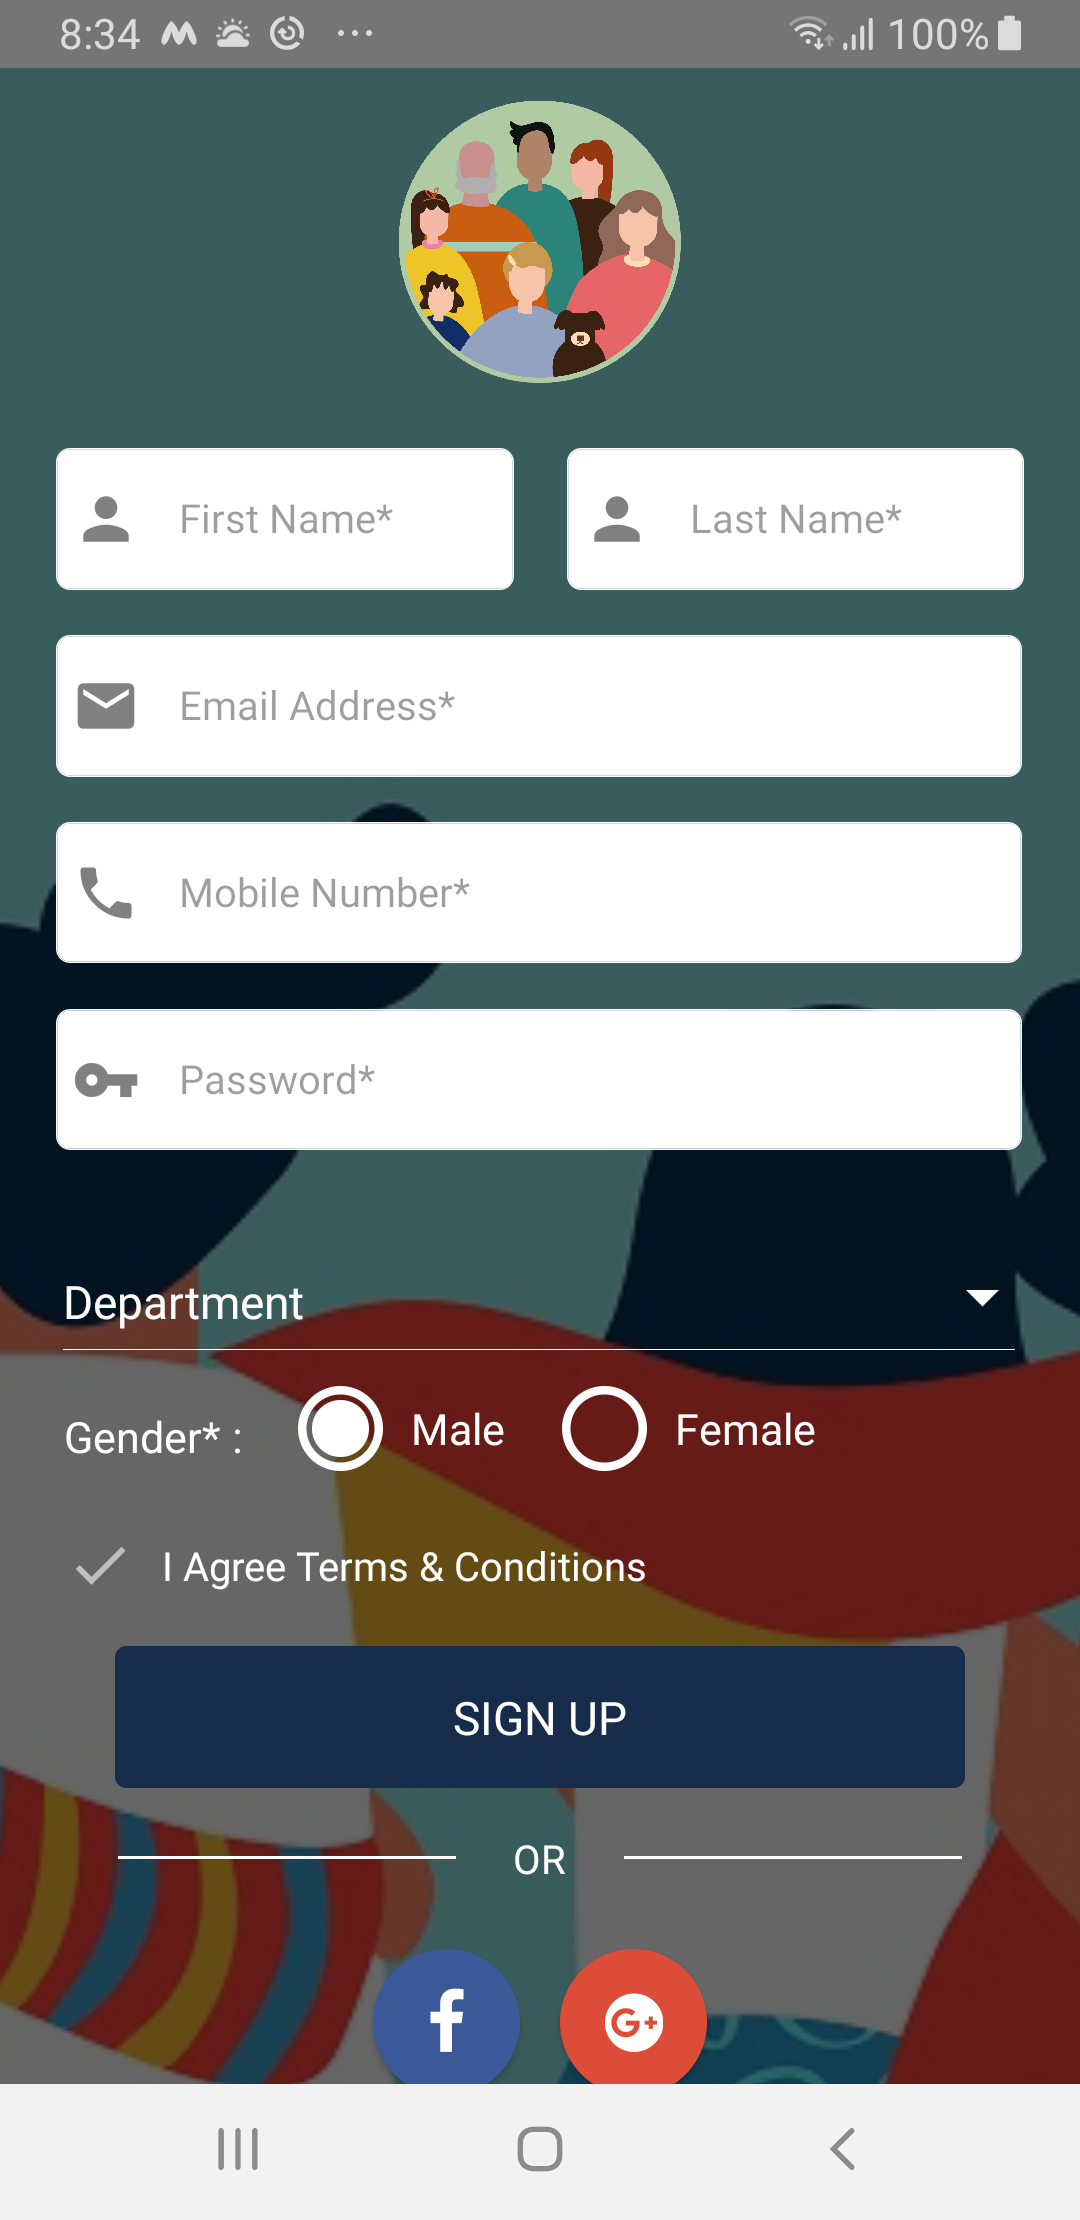 8:34 100%
First Name* Last Name*
Email Address*
Mobile Number*
Password*
Department
Gender* : Male Female
I Agree Terms & Conditions
SIGN UP
OR
f G+